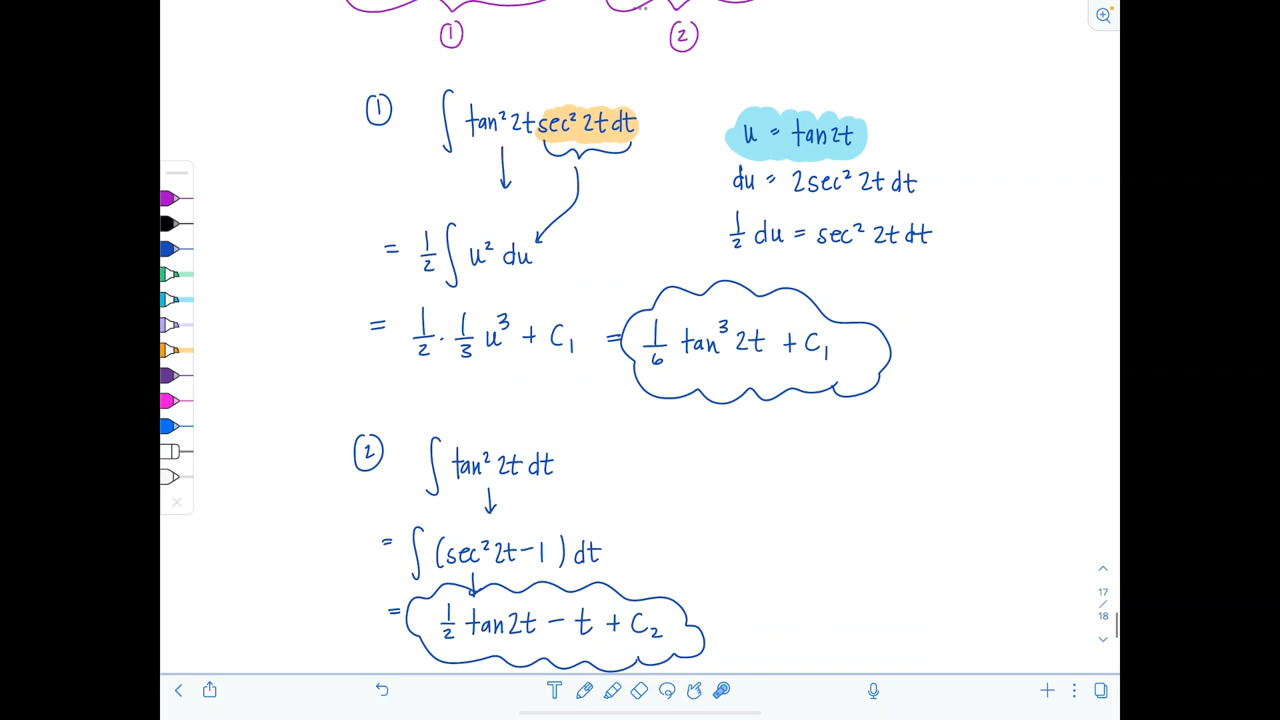 ① ②
① ∫ tan² 2t sec² 2t dt
u = tan 2t
du = 2 sec² 2t dt
½ du = sec² 2t dt
= ½ ∫ u² du
= ½ · ⅓ u³ + C₁ = ⅙ tan³ 2t + C₁
② ∫ tan² 2t dt
= ∫ (sec² 2t − 1) dt
= ½ tan 2t − t + C₂
17
/
18
T